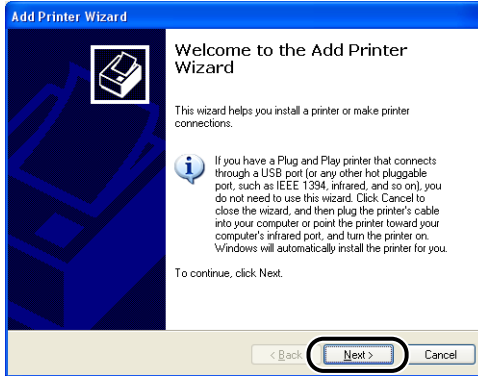 Add Printer Wizard
Welcome to the Add Printer
Wizard
This wizard helps you install a printer or make printer
connections.
If you have a Plug and Play printer that connects
through a USB port (or any other hot pluggable
port, such as IEEE 1394, infrared, and so on), you
do not need to use this wizard. Click Cancel to
close the wizard, and then plug the printer's cable
into your computer or point the printer toward your
computer's infrared port, and turn the printer on.
Windows will automatically install the printer for you.
To continue, click Next.
< Back Next > Cancel